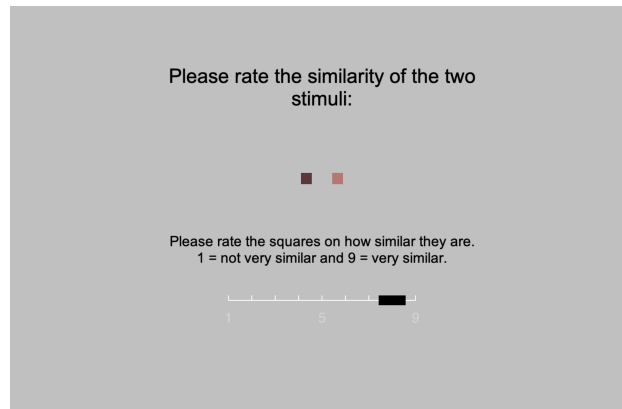 Please rate the similarity of the two
stimuli:
Please rate the squares on how similar they are.
1 = not very similar and 9 = very similar.
1 5 9